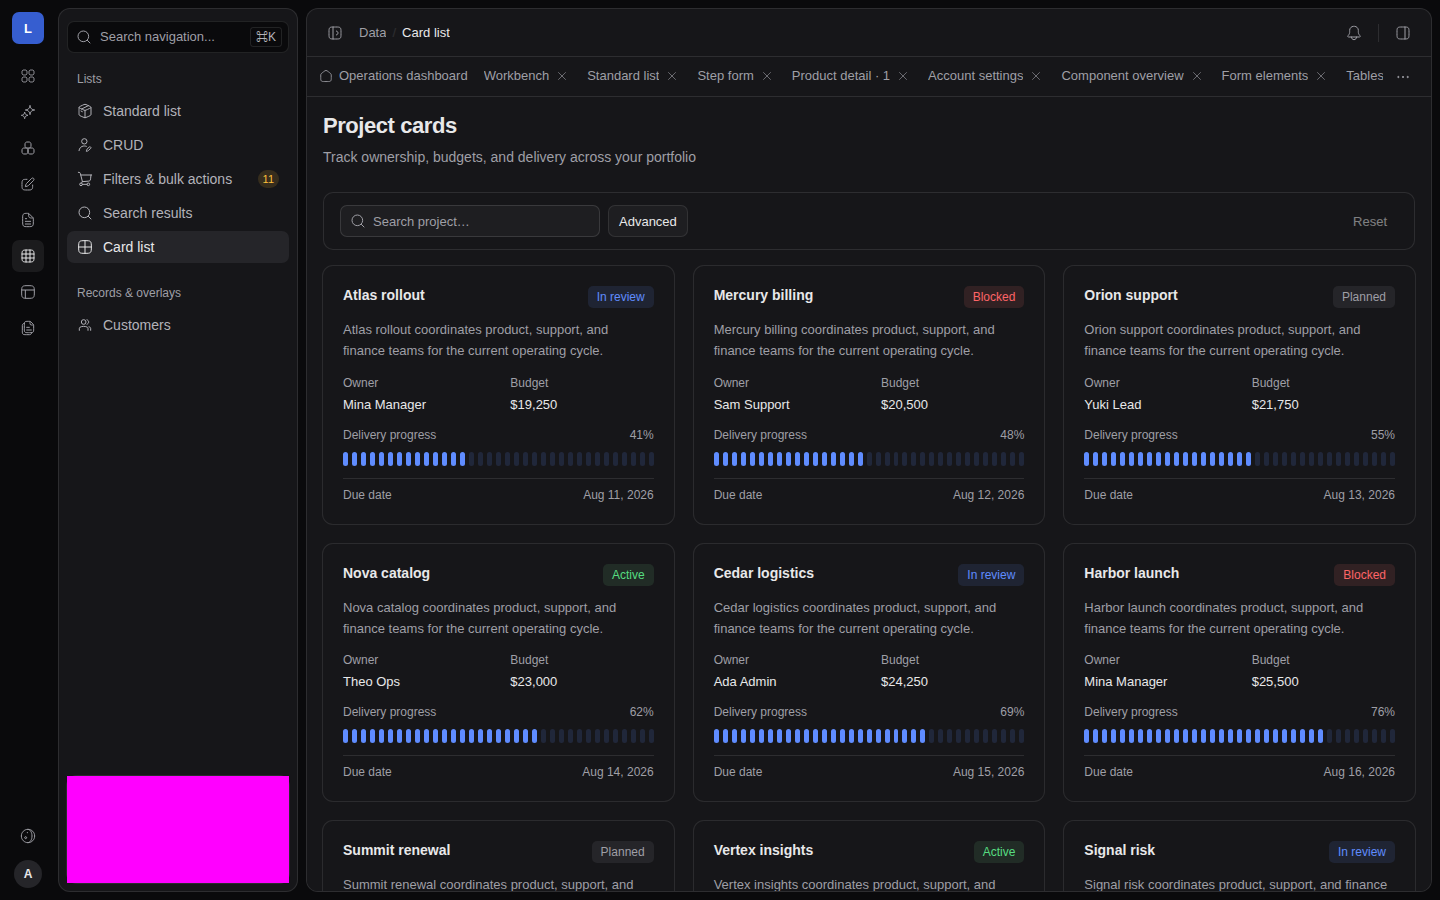 L
Search navigation...
⌘K
Lists
Standard list
CRUD
Filters & bulk actions
11
Search results
Card list
Records & overlays
Customers
A
Data / Card list
Operations dashboard
Workbench
Standard list
Step form
Product detail · 1
Account settings
Component overview
Form elements
Tables
Project cards
Track ownership, budgets, and delivery across your portfolio
Search project…
Advanced
Reset
Atlas rollout
In review
Atlas rollout coordinates product, support, and
finance teams for the current operating cycle.
Owner
Budget
Mina Manager
$19,250
Delivery progress
41%
Due date
Aug 11, 2026
Mercury billing
Blocked
Mercury billing coordinates product, support, and
finance teams for the current operating cycle.
Owner
Budget
Sam Support
$20,500
Delivery progress
48%
Due date
Aug 12, 2026
Orion support
Planned
Orion support coordinates product, support, and
finance teams for the current operating cycle.
Owner
Budget
Yuki Lead
$21,750
Delivery progress
55%
Due date
Aug 13, 2026
Nova catalog
Active
Nova catalog coordinates product, support, and
finance teams for the current operating cycle.
Owner
Budget
Theo Ops
$23,000
Delivery progress
62%
Due date
Aug 14, 2026
Cedar logistics
In review
Cedar logistics coordinates product, support, and
finance teams for the current operating cycle.
Owner
Budget
Ada Admin
$24,250
Delivery progress
69%
Due date
Aug 15, 2026
Harbor launch
Blocked
Harbor launch coordinates product, support, and
finance teams for the current operating cycle.
Owner
Budget
Mina Manager
$25,500
Delivery progress
76%
Due date
Aug 16, 2026
Summit renewal
Planned
Summit renewal coordinates product, support, and
Vertex insights
Active
Vertex insights coordinates product, support, and
Signal risk
In review
Signal risk coordinates product, support, and finance